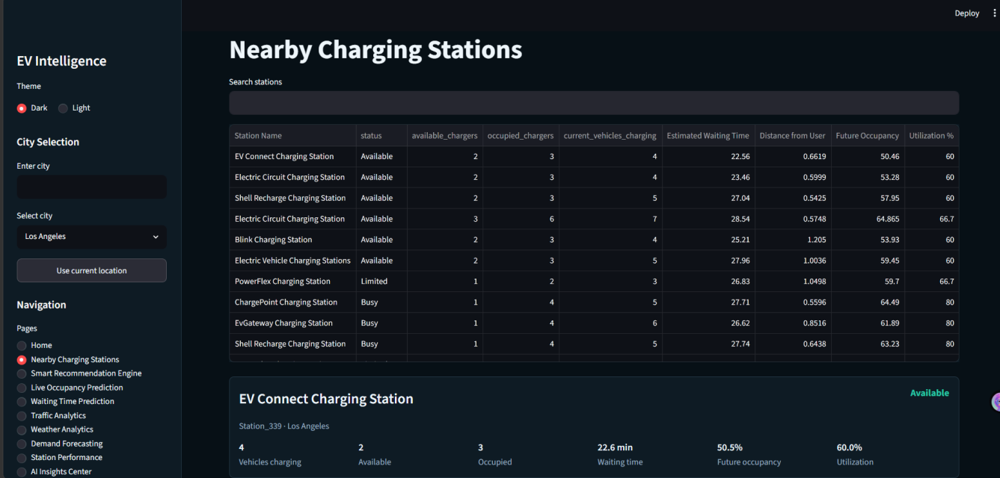 Deploy
EV Intelligence
Theme
Dark Light
City Selection
Enter city
Select city
Los Angeles
Use current location
Navigation
Pages
Home
Nearby Charging Stations
Smart Recommendation Engine
Live Occupancy Prediction
Waiting Time Prediction
Traffic Analytics
Weather Analytics
Demand Forecasting
Station Performance
AI Insights Center
Nearby Charging Stations
Search stations
Station Name status available_chargers occupied_chargers current_vehicles_charging Estimated Waiting Time Distance from User Future Occupancy Utilization %
EV Connect Charging Station Available 2 3 4 22.56 0.6619 50.46 60
Electric Circuit Charging Station Available 2 3 4 23.46 0.5999 53.28 60
Shell Recharge Charging Station Available 2 3 5 27.04 0.5425 57.95 60
Electric Circuit Charging Station Available 3 6 7 28.54 0.5748 64.865 66.7
Blink Charging Station Available 2 3 4 25.21 1.205 53.93 60
Electric Vehicle Charging Stations Available 2 3 5 27.96 1.0036 59.45 60
PowerFlex Charging Station Limited 1 2 3 26.83 1.0498 59.7 66.7
ChargePoint Charging Station Busy 1 4 5 27.71 0.5596 64.49 80
EvGateway Charging Station Busy 1 4 6 26.62 0.8516 61.89 80
Shell Recharge Charging Station Busy 1 4 5 27.74 0.6438 63.23 80
EV Connect Charging Station Available
Station_339 · Los Angeles
4 2 3 22.6 min 50.5% 60.0%
Vehicles charging Available Occupied Waiting time Future occupancy Utilization